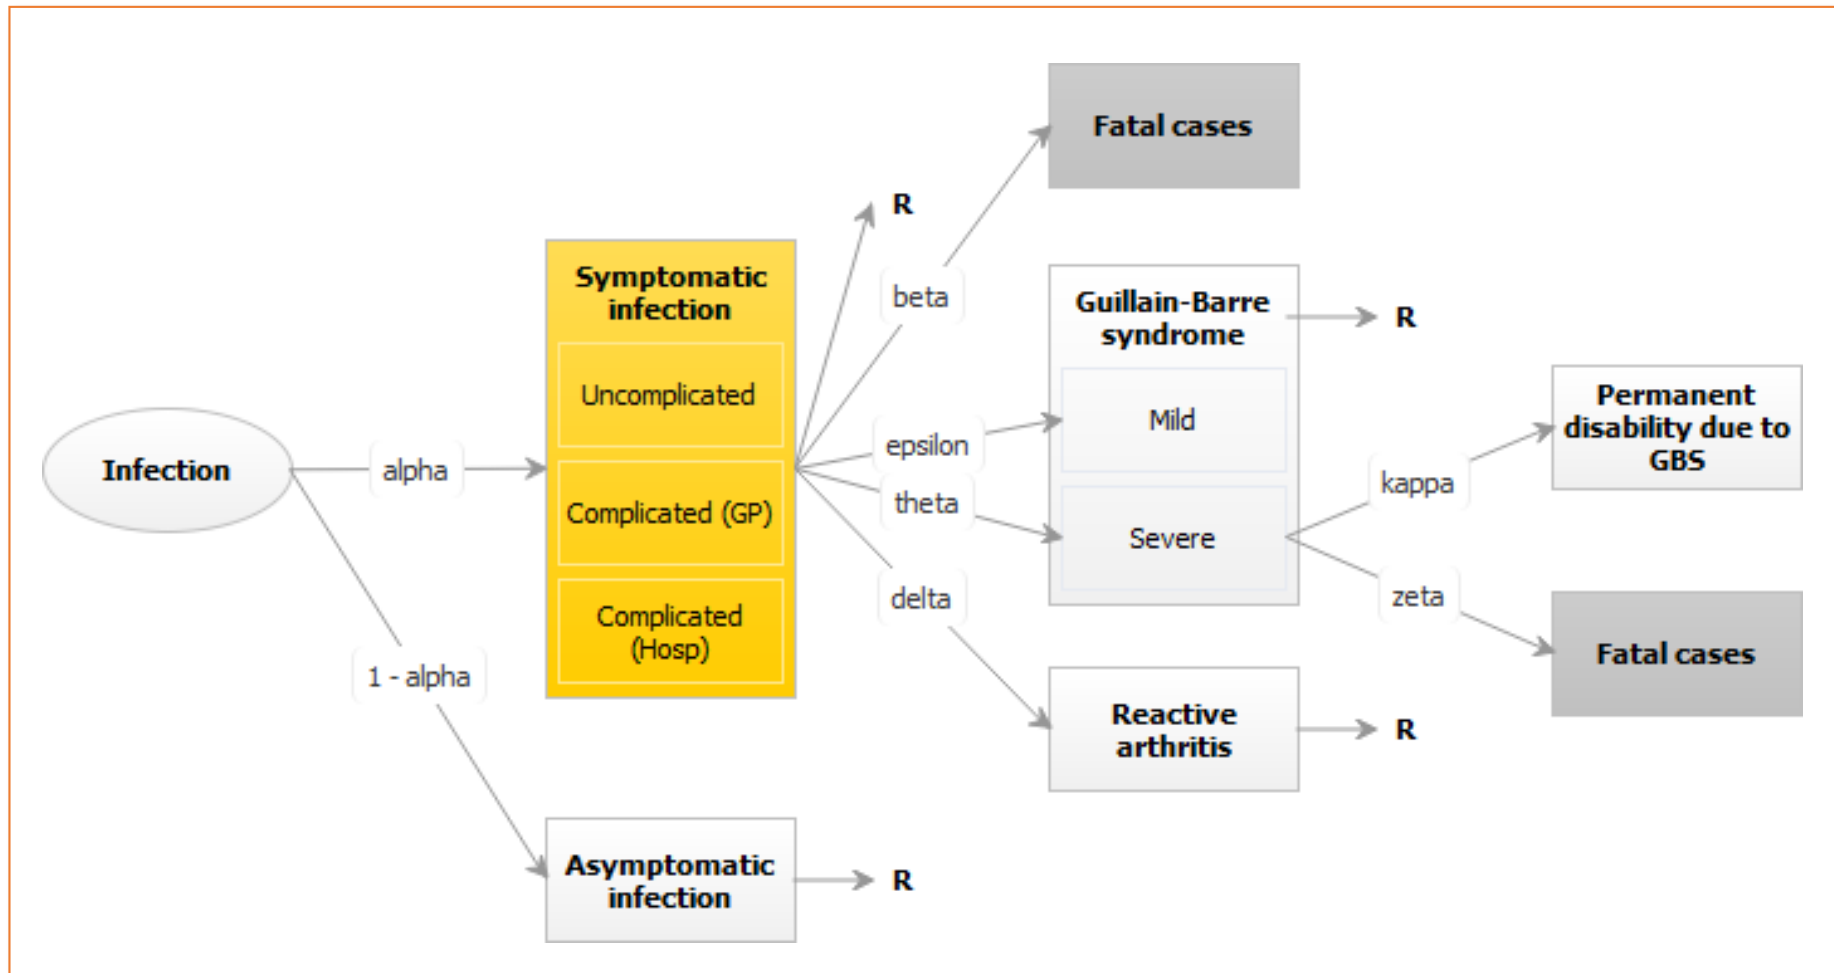 Infection
alpha
1 - alpha
Symptomatic
infection
Uncomplicated
Complicated (GP)
Complicated
(Hosp)
Asymptomatic
infection
R
R
beta
epsilon
theta
delta
Fatal cases
Guillain-Barre
syndrome
Mild
Severe
R
Reactive
arthritis
R
kappa
zeta
Permanent
disability due to
GBS
Fatal cases